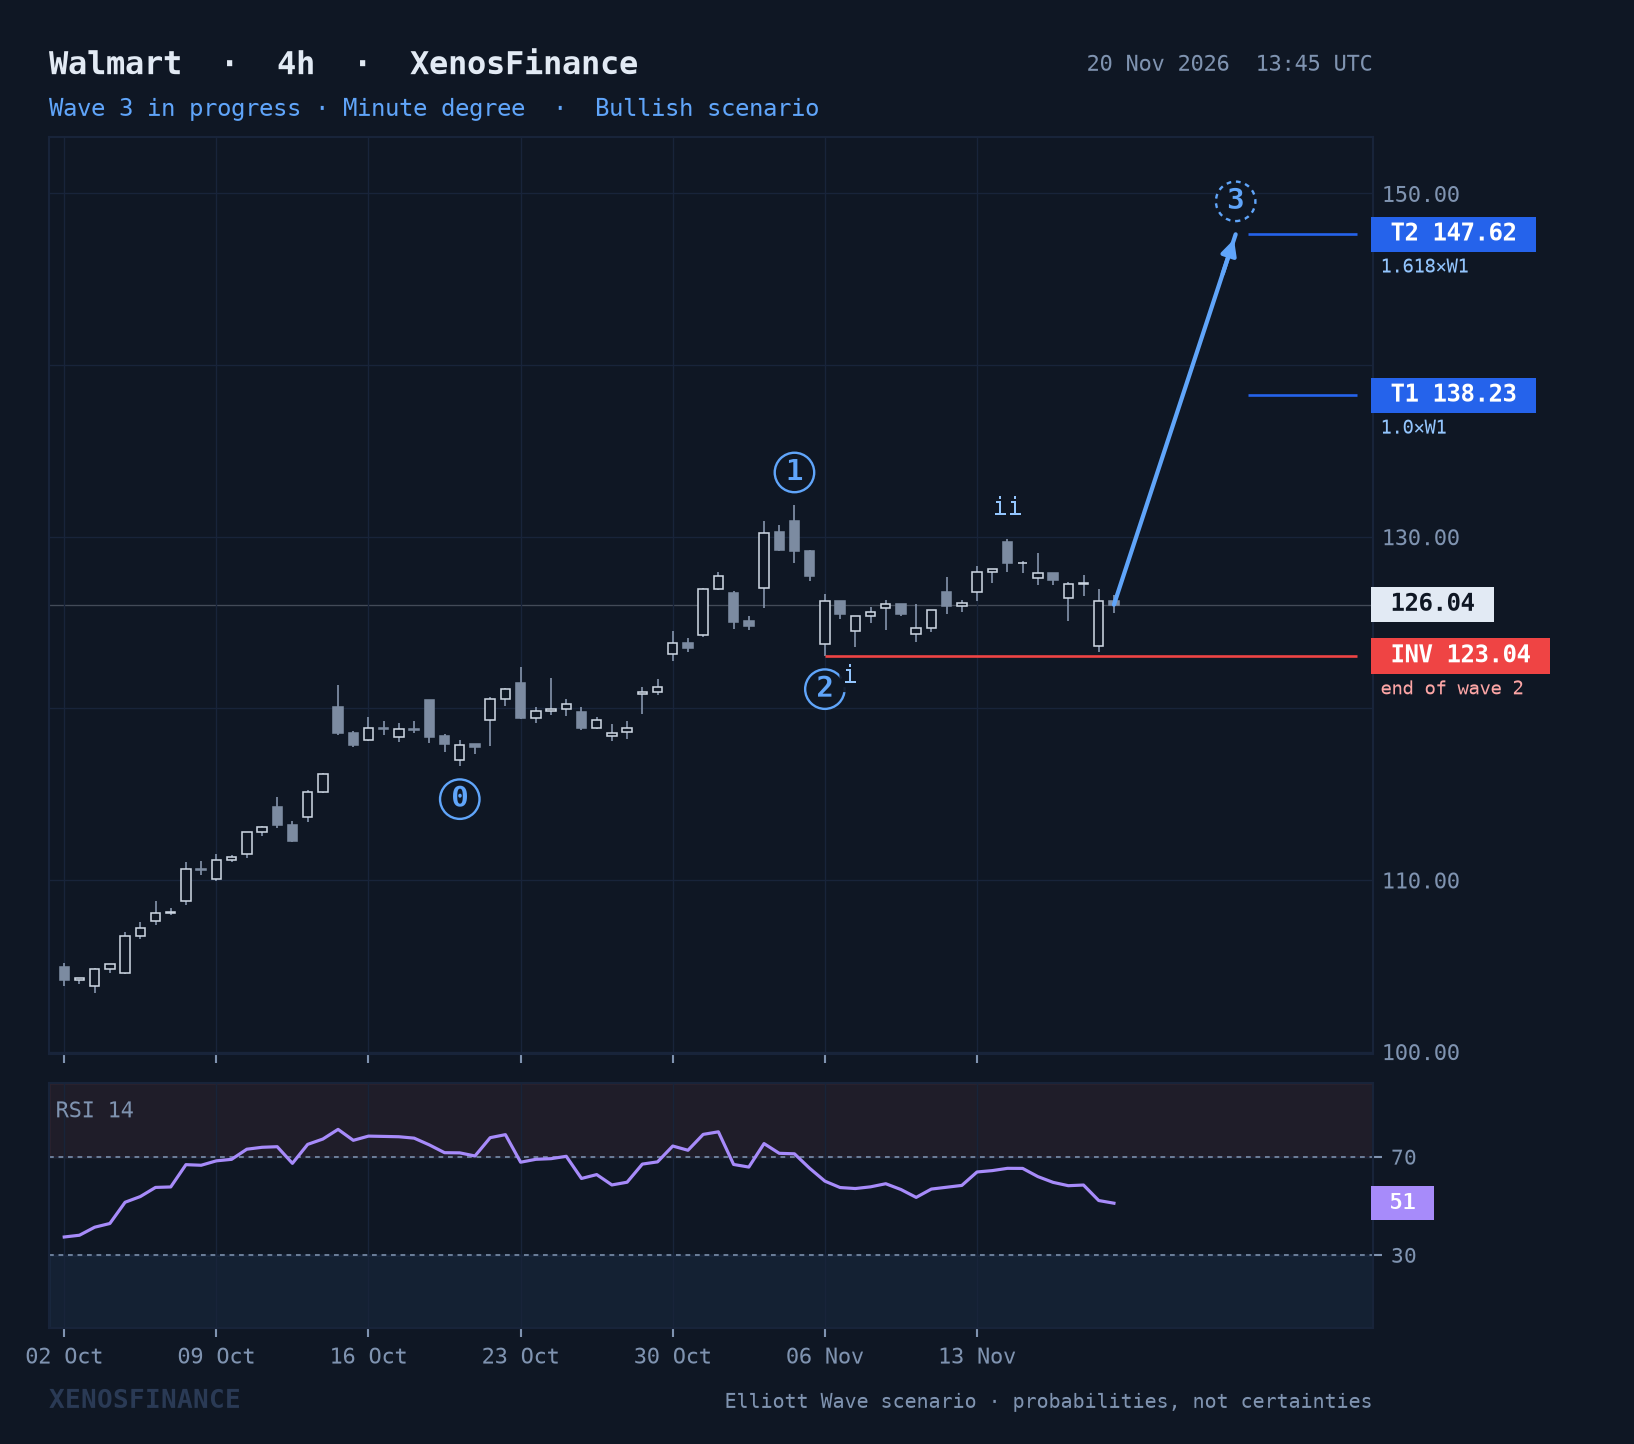 Walmart · 4h · XenosFinance
20 Nov 2026 13:45 UTC
Wave 3 in progress · Minute degree · Bullish scenario
3
150.00
T2 147.62
1.618×W1
T1 138.23
1.0×W1
1
ii
130.00
126.04
INV 123.04
end of wave 2
2
i
0
110.00
100.00
RSI 14
70
51
30
02 Oct
09 Oct
16 Oct
23 Oct
30 Oct
06 Nov
13 Nov
XENOSFINANCE
Elliott Wave scenario · probabilities, not certainties